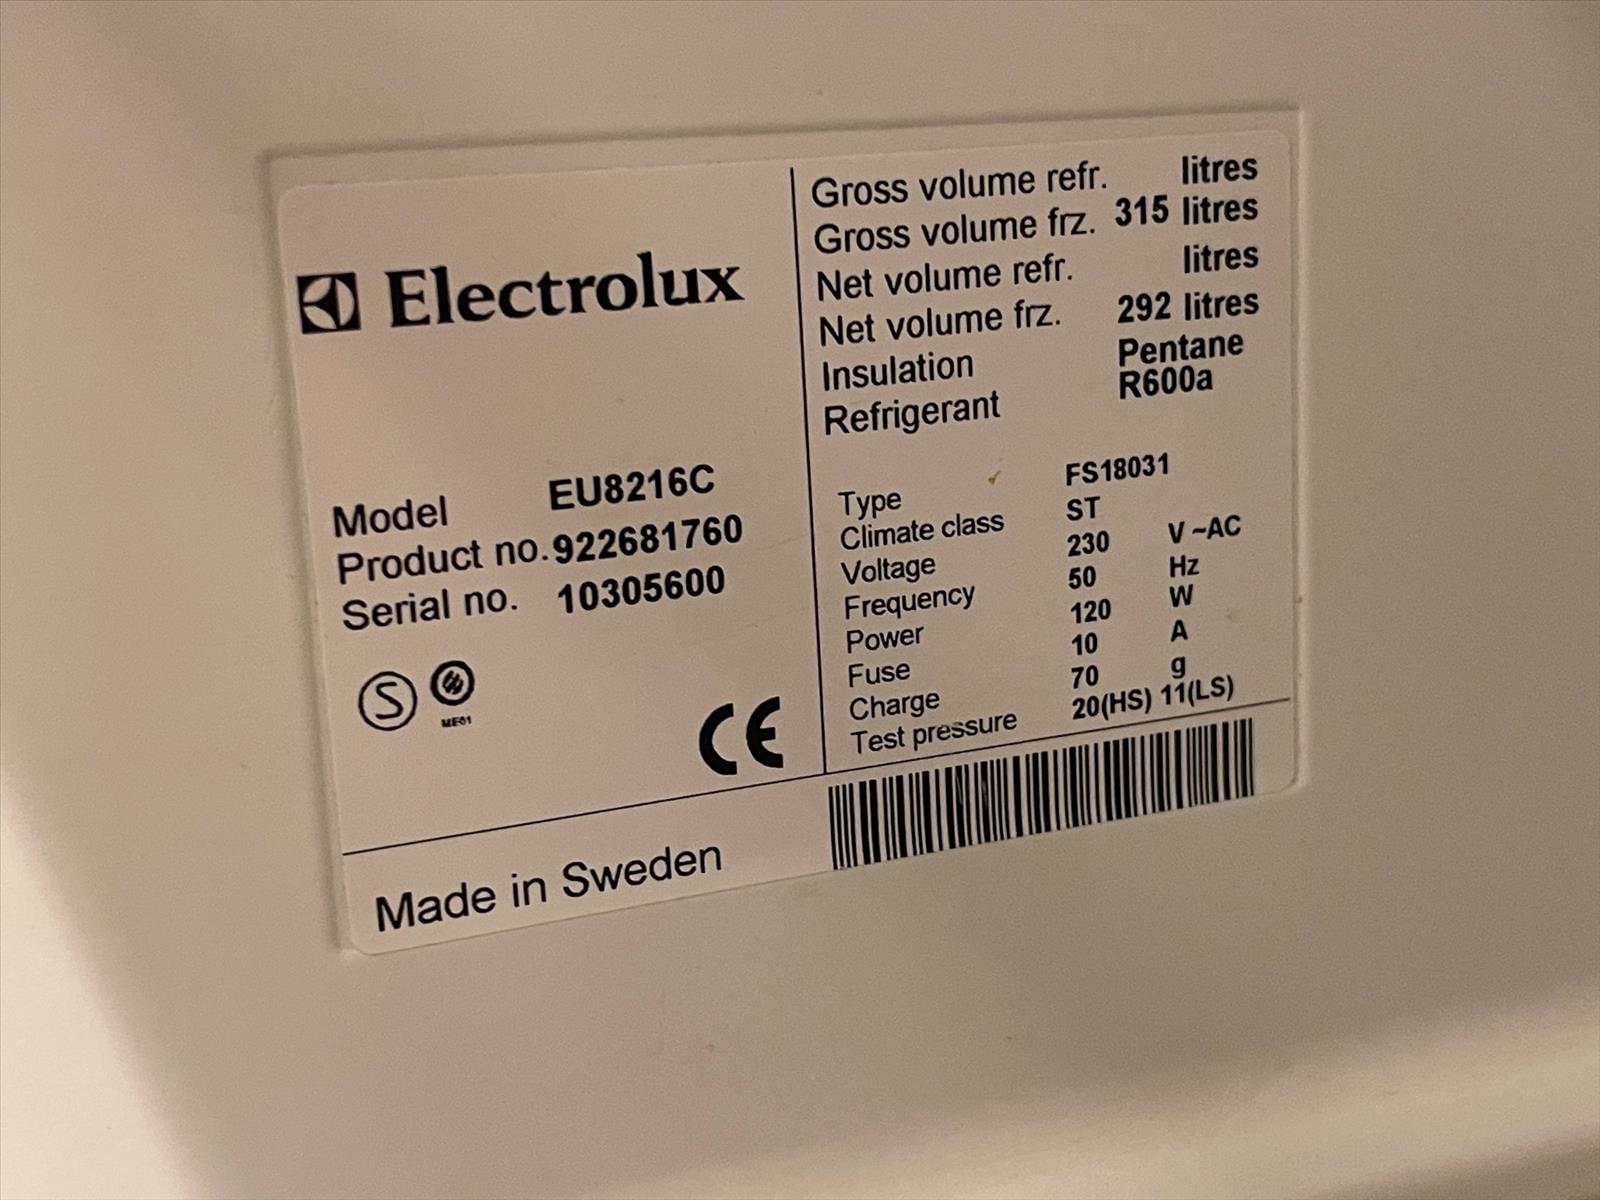 Electrolux
Model EU8216C
Product no. 922681760
Serial no. 10305600
S
ME01
CE
Made in Sweden
Gross volume refr. litres
Gross volume frz. 315 litres
Net volume refr. litres
Net volume frz. 292 litres
Insulation Pentane
Refrigerant R600a
Type FS18031
Climate class ST
Voltage 230 V ~AC
Frequency 50 Hz
Power 120 W
Fuse 10 A
Charge 70 g
Test pressure 20(HS) 11(LS)